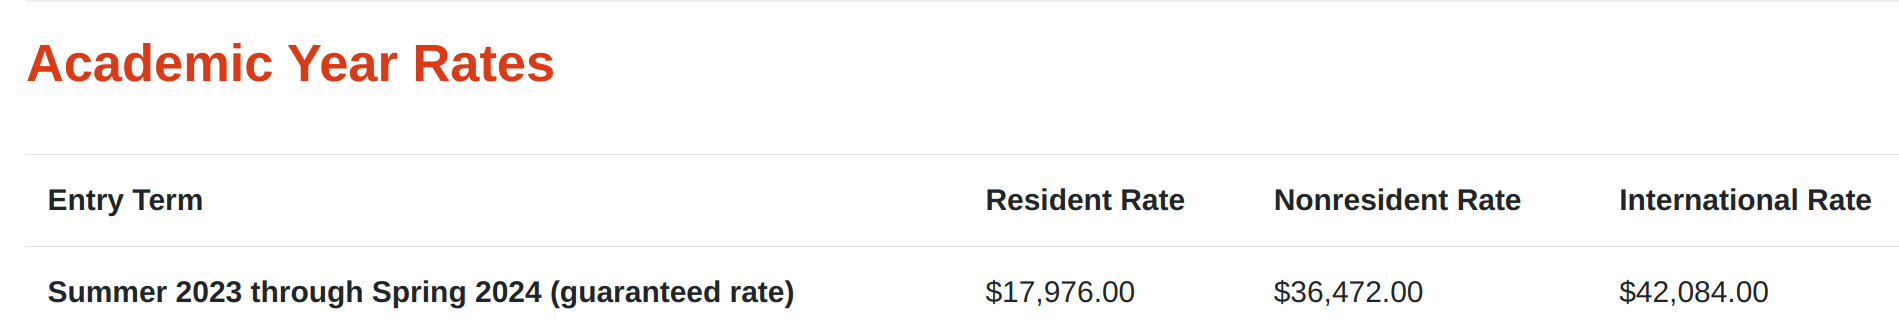 Academic Year Rates
Entry Term Resident Rate Nonresident Rate International Rate
Summer 2023 through Spring 2024 (guaranteed rate) $17,976.00 $36,472.00 $42,084.00